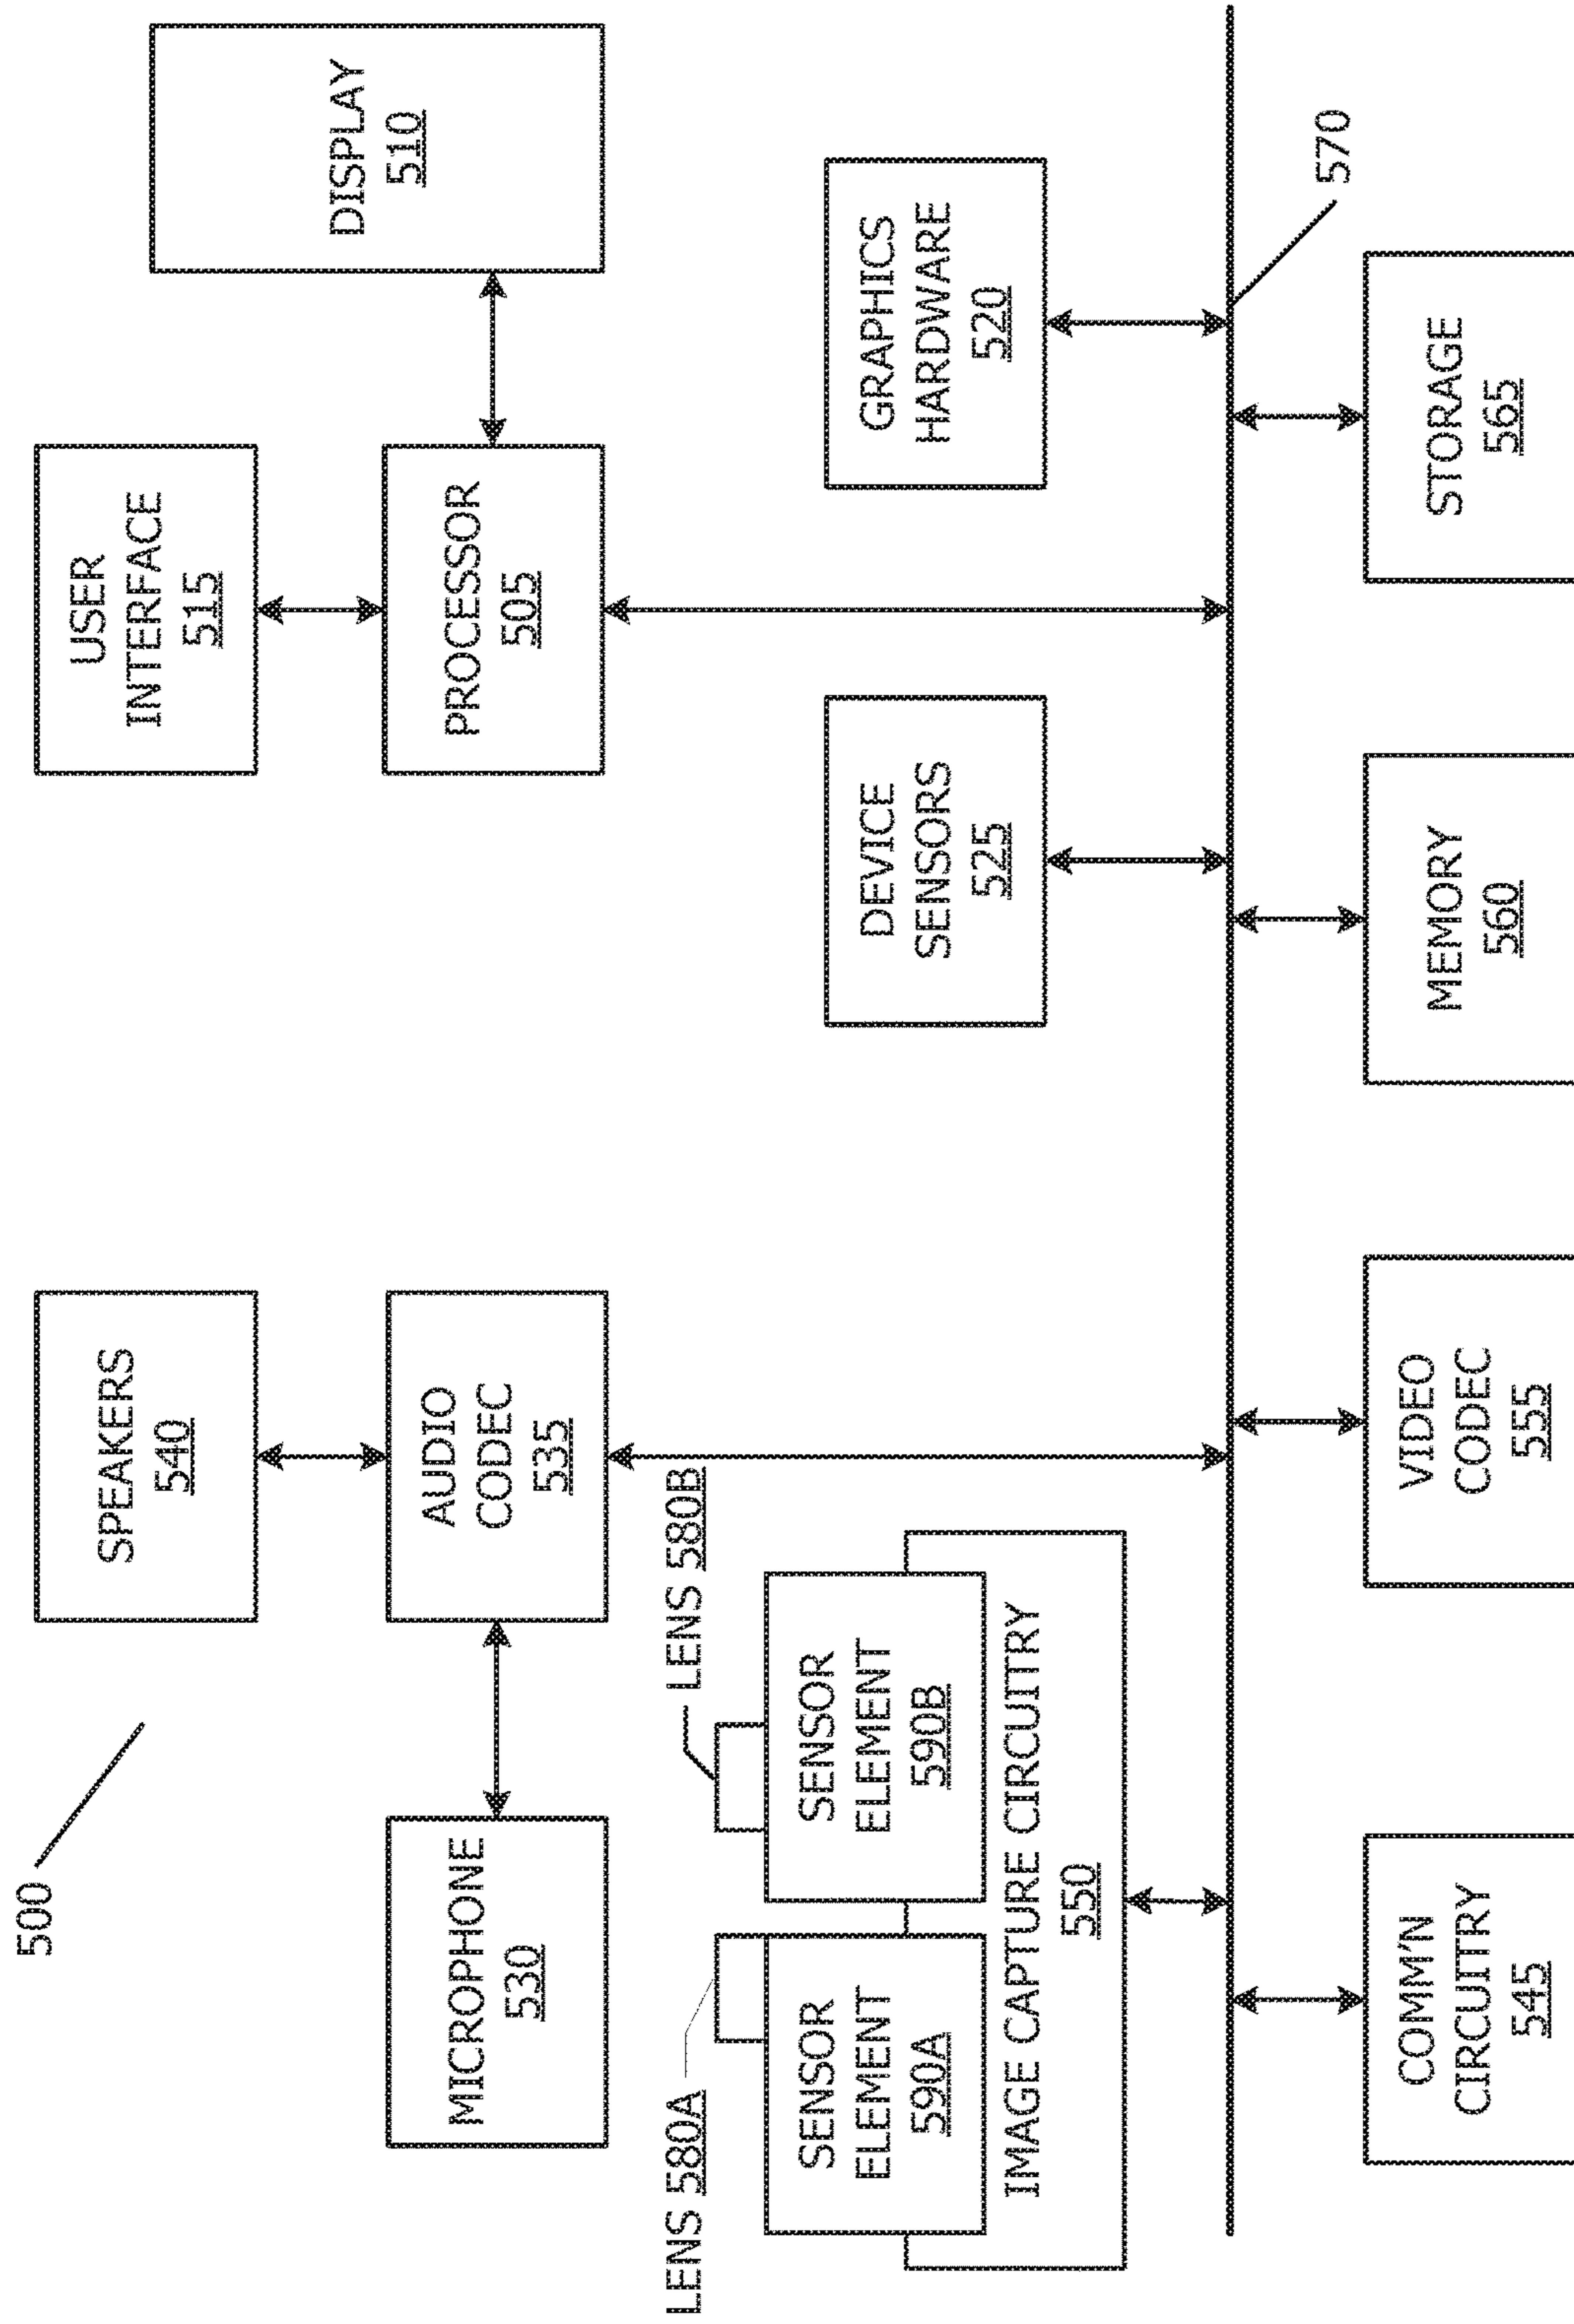 500
SPEAKERS
540
USER
INTERFACE
515
MICROPHONE
530
AUDIO
CODEC
535
PROCESSOR
505
DISPLAY
510
LENS 580A
LENS 580B
SENSOR
ELEMENT
590A
SENSOR
ELEMENT
590B
IMAGE CAPTURE CIRCUITRY
550
DEVICE
SENSORS
525
GRAPHICS
HARDWARE
520
570
COMM'N
CIRCUITRY
545
VIDEO
CODEC
555
MEMORY
560
STORAGE
565